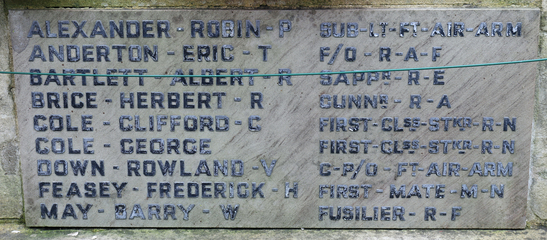 ALEXANDER - ROBIN - P SUB-LT-FT-AIR-ARM
ANDERTON - ERIC - T F/O - R-A-F
BARTLETT - ALBERT - R SAPPR - R-E
BRICE - HERBERT - R GUNNR - R-A
COLE - CLIFFORD - C FIRST-CLSS-STKR-R-N
COLE - GEORGE FIRST-CLSS-STKR-R-N
DOWN - ROWLAND - V C-P/O - FT-AIR-ARM
FEASEY - FREDERICK - H FIRST - MATE - M-N
MAY - BARRY - W FUSILIER - R-F